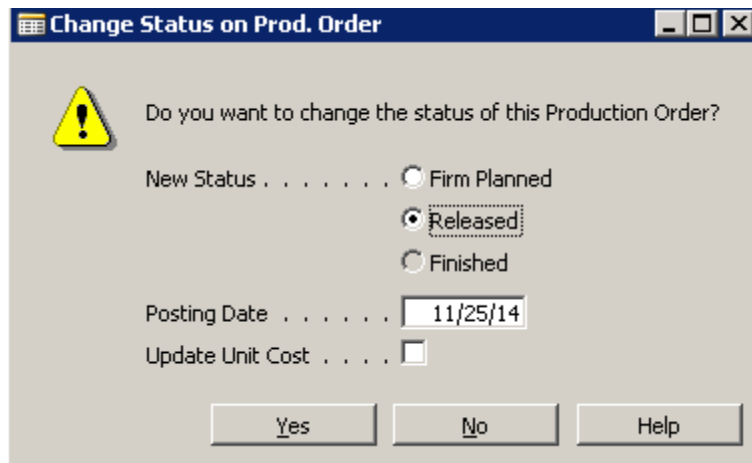 Change Status on Prod. Order
Do you want to change the status of this Production Order?
New Status . . . . . . . Firm Planned
Released
Finished
Posting Date . . . . . . 11/25/14
Update Unit Cost . . . .
Yes No Help